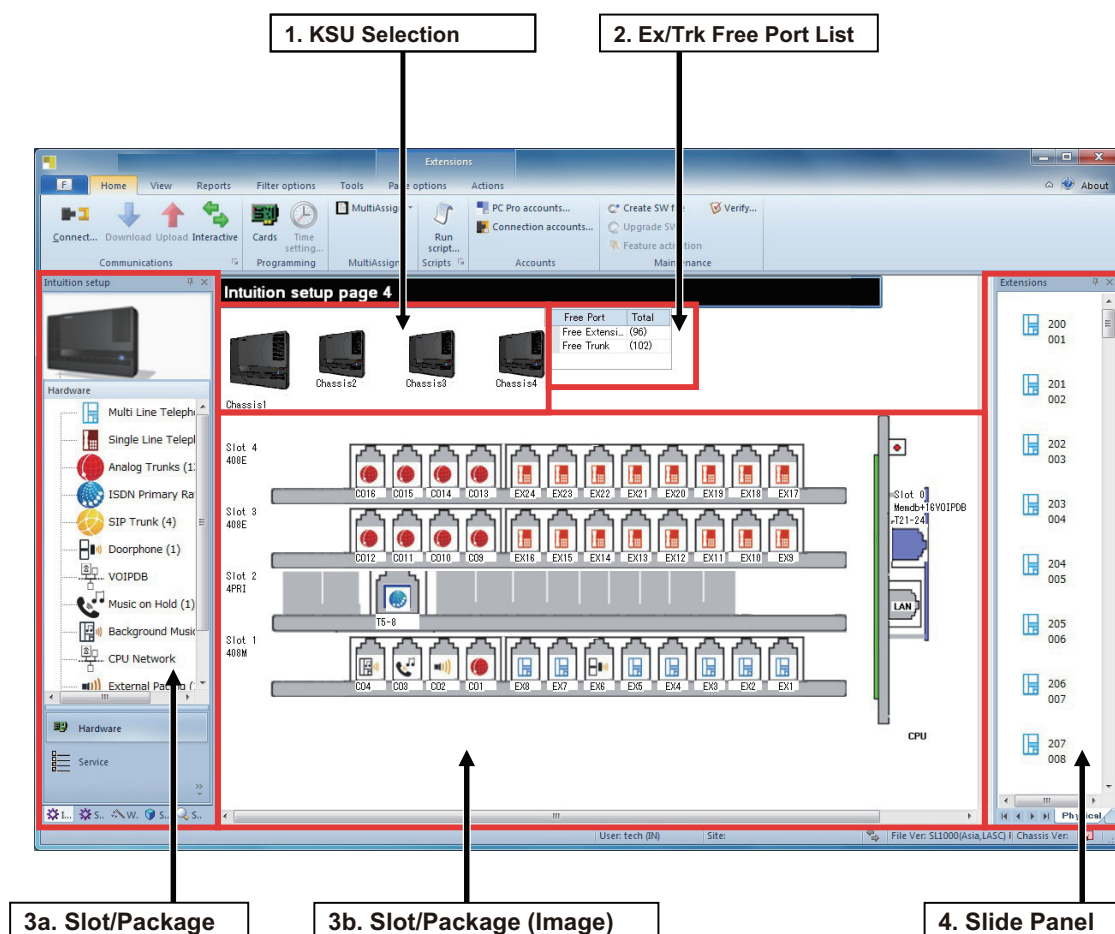 1. KSU Selection
2. Ex/Trk Free Port List
Extensions
F Home View Reports Filter options Tools options Actions About
MultiAssign
PC Pro accounts...
Create SW file
Verify...
Connection accounts...
Upgrade SW
Connect... Download Upload Interactive Cards Time setting... Run script...
Feature activation
Communications Programming MultiAssign Scripts Accounts Maintenance
Intuition setup
Intuition setup page 4
Extensions
Free Port Total
Free Extensi.. (96)
Free Trunk (102)
Chassis1
Chassis2
Chassis3
Chassis4
Hardware
Multi Line Teleph
Single Line Telepl
Analog Trunks
ISDN Primary Ra
SIP Trunk (4)
Doorphone (1)
VOIPDB
Music on Hold (1)
Background Music
CPU Network
External Paging
Hardware
Service
I... S.. W. S... S..
Slot 4
408E
CO16 CO15 CO14 CO13 EX24 EX23 EX22 EX21 EX20 EX19 EX18 EX17
Slot 3
408E
CO12 CO11 CO10 CO9 EX16 EX15 EX14 EX13 EX12 EX11 EX10 EX9
Slot 2
4PRI
T5-8
Slot 1
408M
CO4 CO3 CO2 CO1 EX8 EX7 EX6 EX5 EX4 EX3 EX2 EX1
Slot 0
Memdb+16VOIPDB
T21-24
LAN
CPU
200
001
201
002
202
003
203
004
204
005
205
006
206
007
207
008
Physical
User: tech (IN) Site: File Ver: SL1000(Asia,LASC) Chassis Ver:
3a. Slot/Package
3b. Slot/Package (Image)
4. Slide Panel